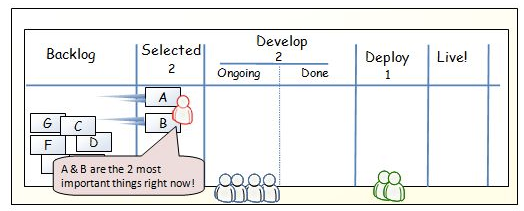 Backlog
Selected
2
Develop
2
Ongoing
Done
Deploy
1
Live!
A
B
G
C
F
D
A & B are the 2 most
important things right now!